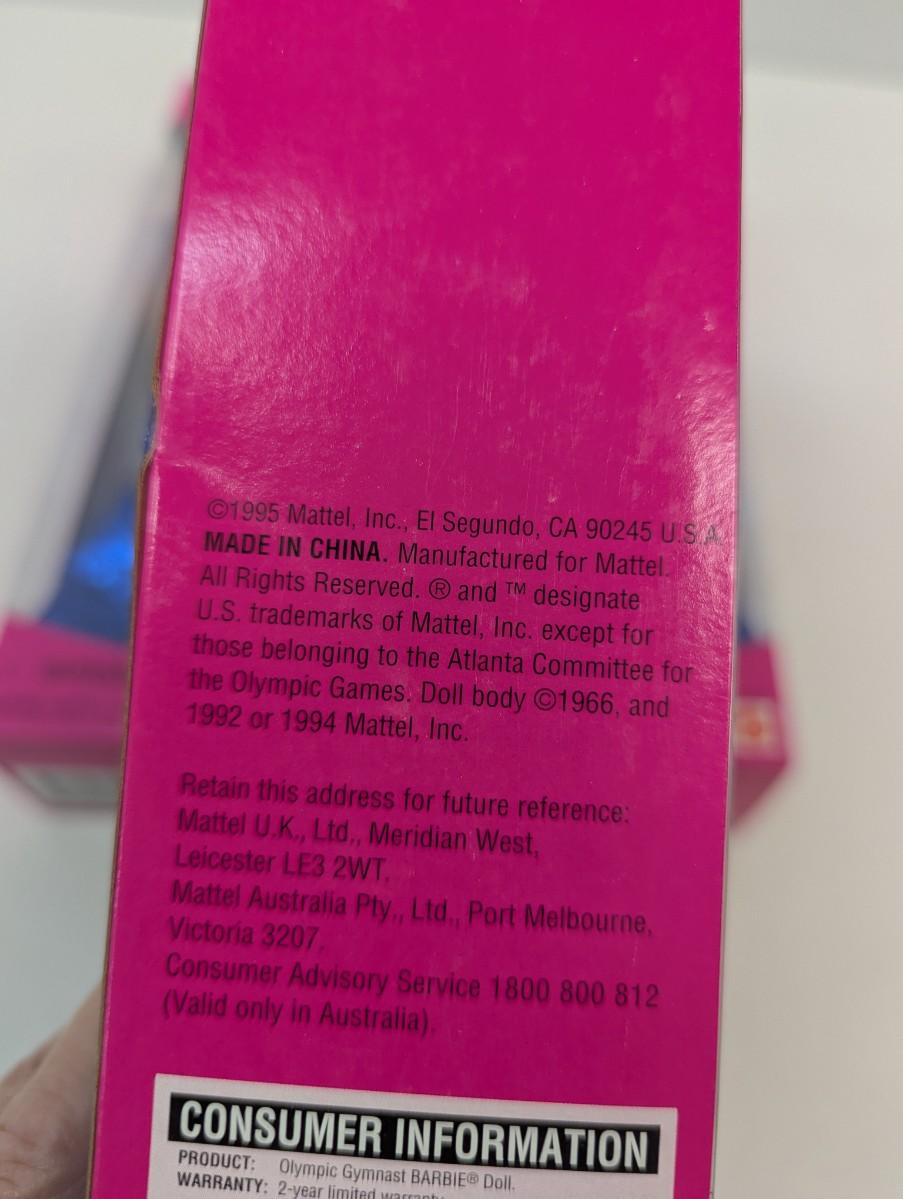 ©1995 Mattel, Inc., El Segundo, CA 90245 U.S.A.
MADE IN CHINA. Manufactured for Mattel.
All Rights Reserved. ® and ™ designate
U.S. trademarks of Mattel, Inc. except for
those belonging to the Atlanta Committee for
the Olympic Games. Doll body ©1966, and
1992 or 1994 Mattel, Inc.
Retain this address for future reference:
Mattel U.K., Ltd., Meridian West,
Leicester LE3 2WT.
Mattel Australia Pty., Ltd., Port Melbourne,
Victoria 3207.
Consumer Advisory Service 1800 800 812
(Valid only in Australia).
CONSUMER INFORMATION
PRODUCT: Olympic Gymnast BARBIE® Doll.
WARRANTY: 2-year limited warranty